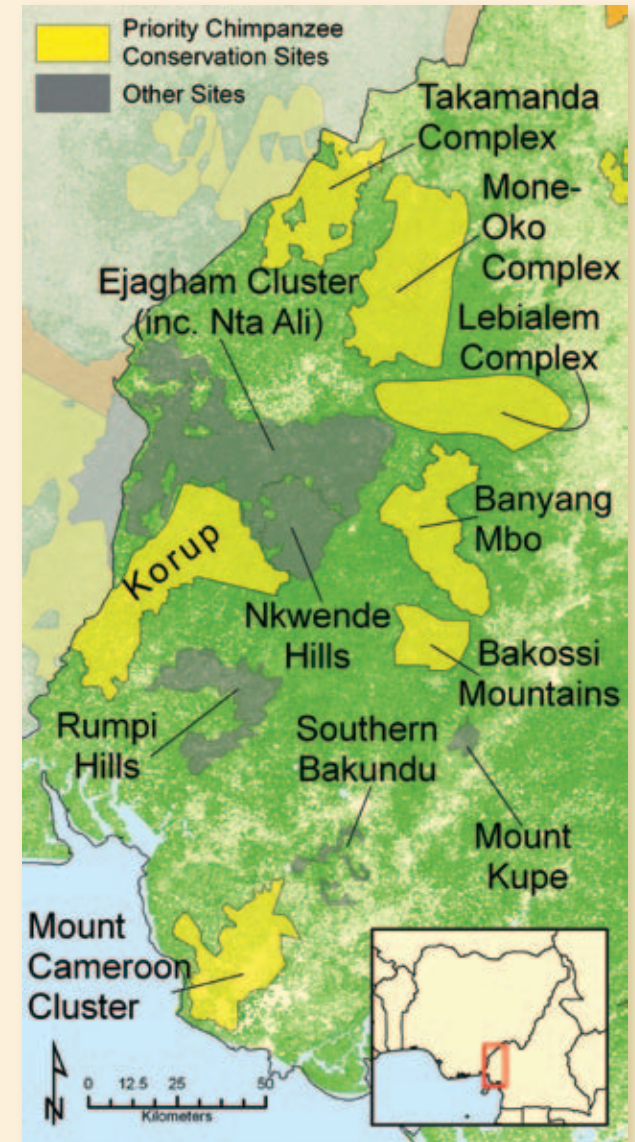 Priority Chimpanzee
Conservation Sites
Other Sites
Takamanda
Complex
Mone-
Oko
Complex
Ejagham Cluster
(inc. Nta Ali)
Lebialem
Complex
Banyang
Mbo
Korup
Nkwende
Hills
Bakossi
Mountains
Rumpi
Hills
Southern
Bakundu
Mount
Kupe
Mount
Cameroon
Cluster
N
0 12.5 25 50
Kilometers